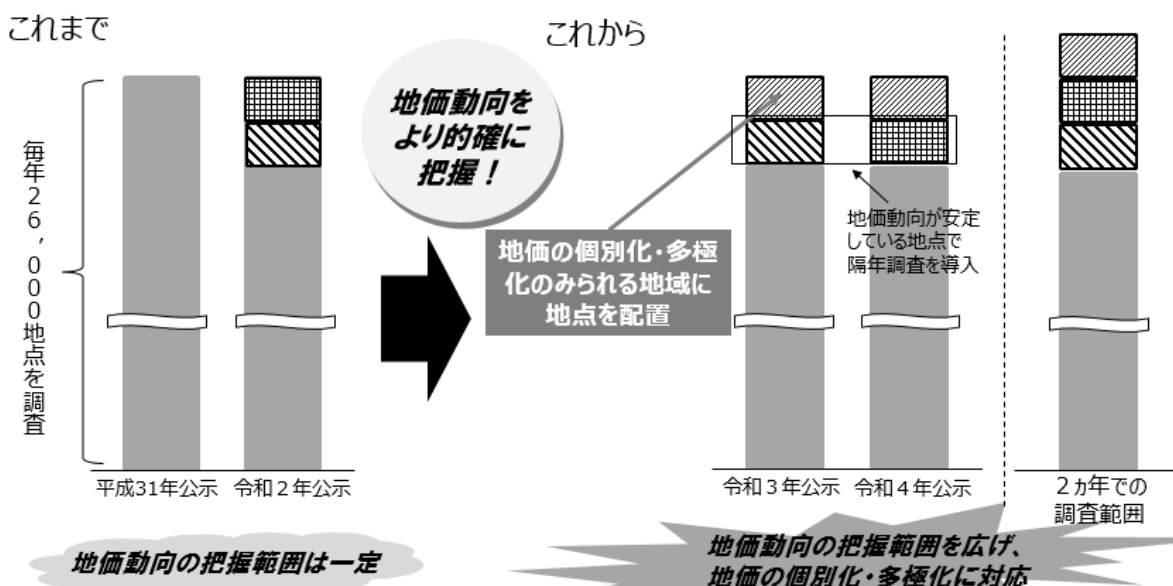 これまで
毎年26,000地点を調査
平成31年公示
令和2年公示
地価動向の把握範囲は一定
地価動向を
より的確に
把握！
これから
地価の個別化・多極
化のみられる地域に
地点を配置
地価動向が安定
している地点で
隔年調査を導入
令和3年公示
令和4年公示
2ヵ年での
調査範囲
地価動向の把握範囲を広げ、
地価の個別化・多極化に対応